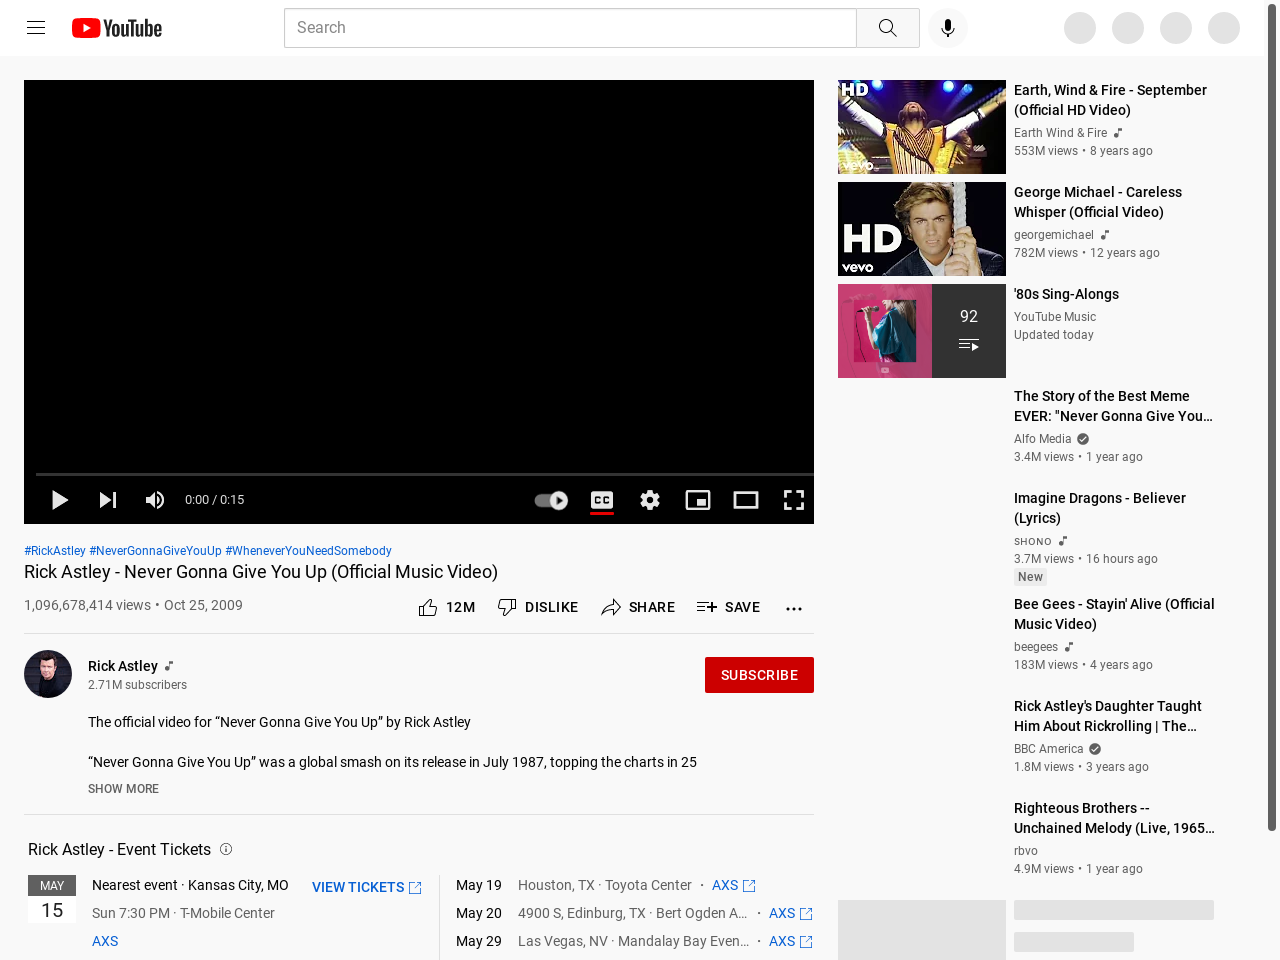 YouTube
Search
0:00 / 0:15
CC
#RickAstley #NeverGonnaGiveYouUp #WheneverYouNeedSomebody
Rick Astley - Never Gonna Give You Up (Official Music Video)
1,096,678,414 views • Oct 25, 2009
12M
DISLIKE
SHARE
SAVE
Rick Astley
2.71M subscribers
SUBSCRIBE
The official video for “Never Gonna Give You Up” by Rick Astley
“Never Gonna Give You Up” was a global smash on its release in July 1987, topping the charts in 25
SHOW MORE
Rick Astley - Event Tickets
MAY
15
Nearest event · Kansas City, MO
Sun 7:30 PM · T-Mobile Center
AXS
VIEW TICKETS
May 19 Houston, TX · Toyota Center · AXS
May 20 4900 S, Edinburg, TX · Bert Ogden A... · AXS
May 29 Las Vegas, NV · Mandalay Bay Even... · AXS
HD
vevo
Earth, Wind & Fire - September
(Official HD Video)
Earth Wind & Fire
553M views • 8 years ago
HD
vevo
George Michael - Careless
Whisper (Official Video)
georgemichael
782M views • 12 years ago
92
'80s Sing-Alongs
YouTube Music
Updated today
The Story of the Best Meme
EVER: "Never Gonna Give You...
Alfo Media
3.4M views • 1 year ago
Imagine Dragons - Believer
(Lyrics)
SHONO
3.7M views • 16 hours ago
New
Bee Gees - Stayin' Alive (Official
Music Video)
beegees
183M views • 4 years ago
Rick Astley's Daughter Taught
Him About Rickrolling | The...
BBC America
1.8M views • 3 years ago
Righteous Brothers --
Unchained Melody (Live, 1965...
rbvo
4.9M views • 1 year ago